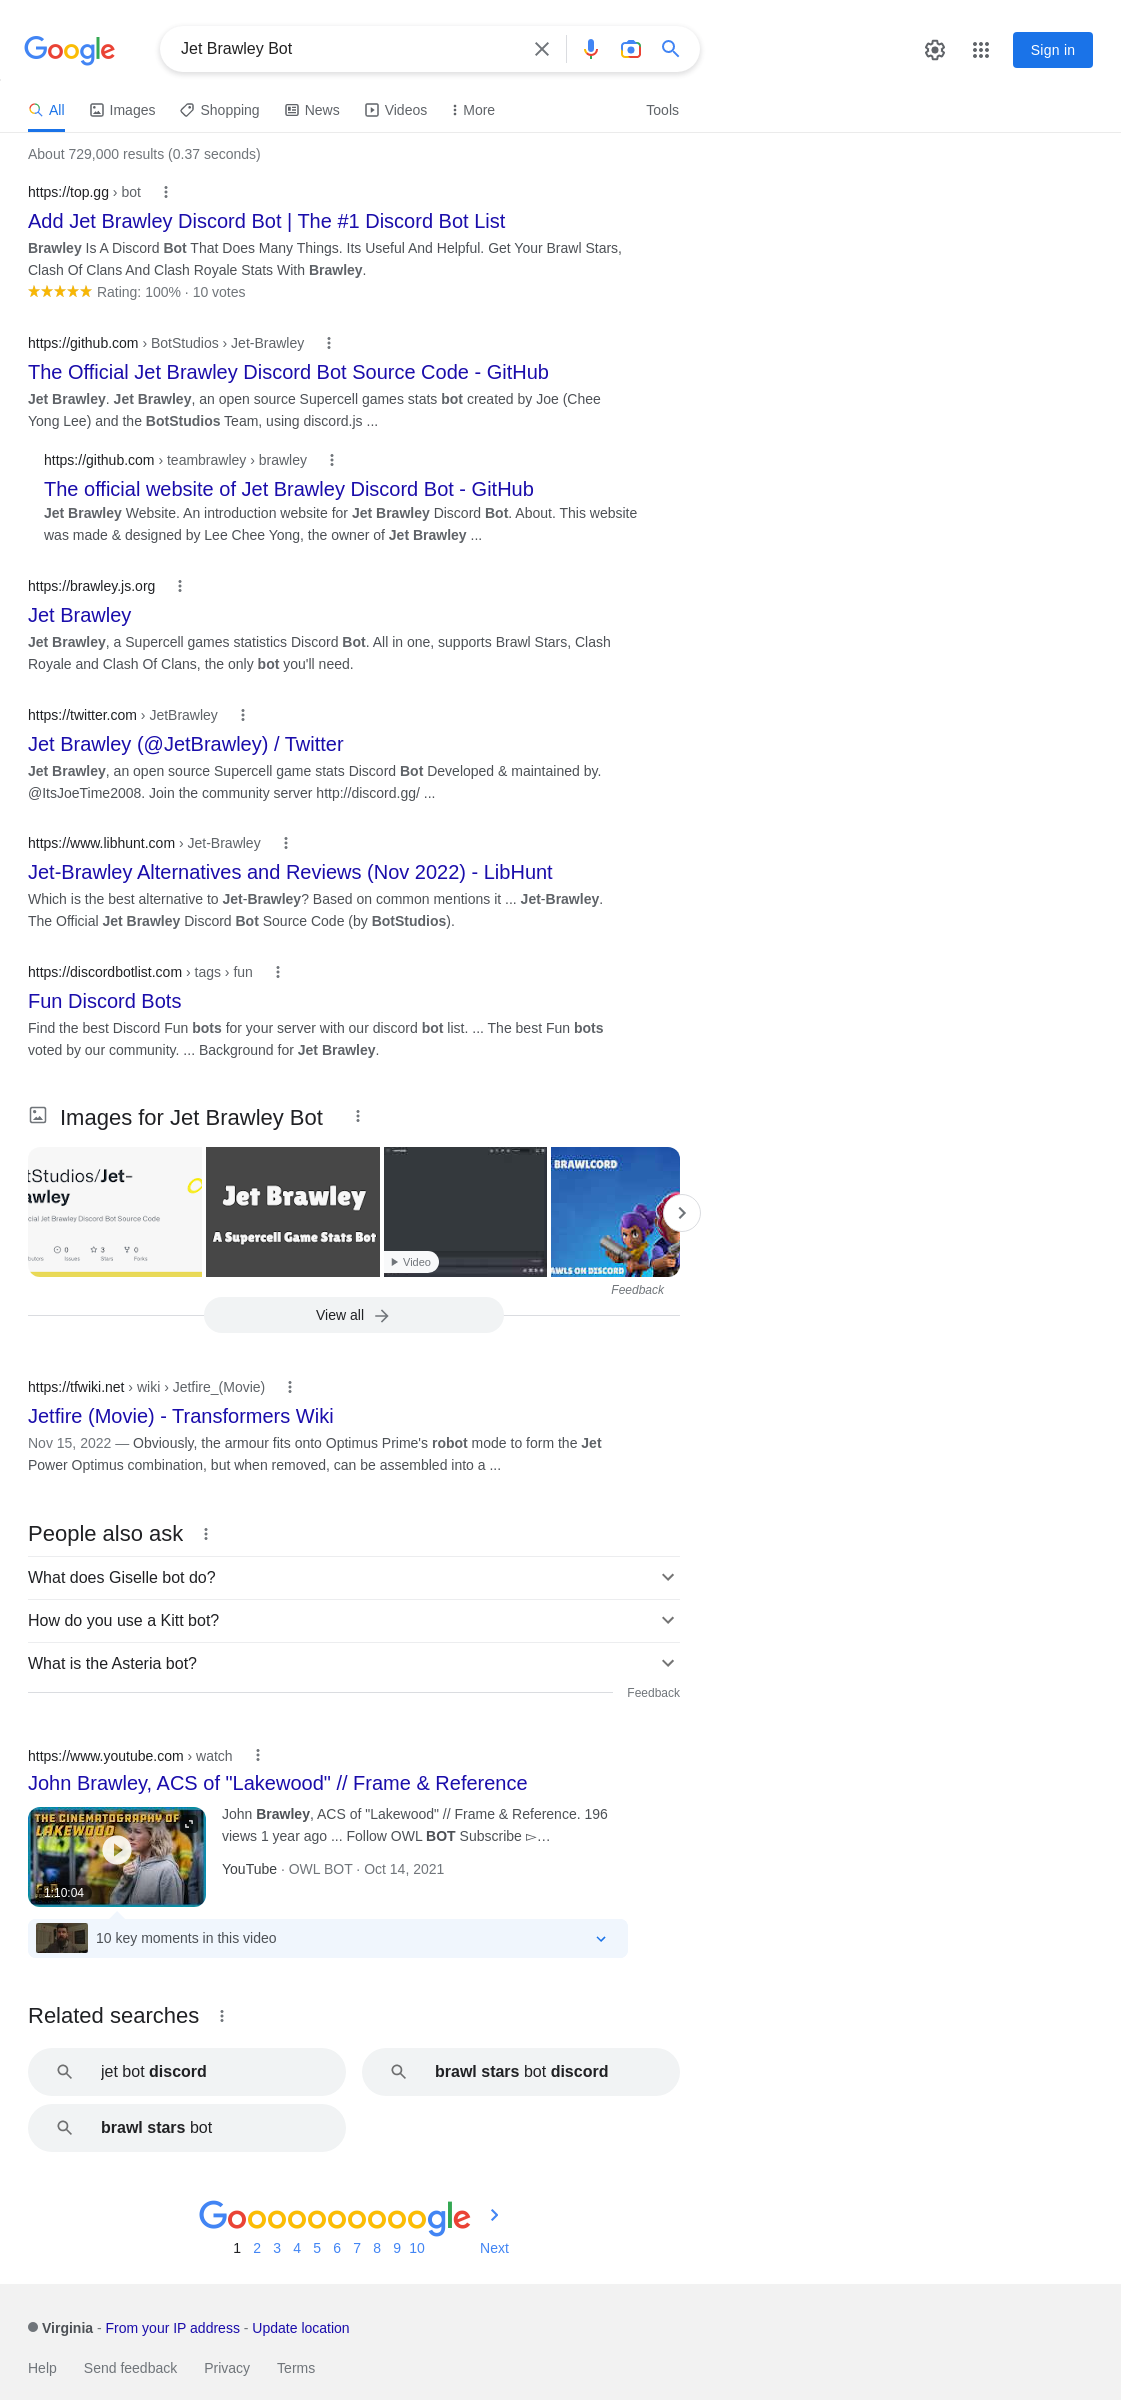 Google
Jet Brawley Bot
Sign in
All
Images
Shopping
News
Videos
More
Tools
About 729,000 results (0.37 seconds)
https://top.gg › bot
Add Jet Brawley Discord Bot | The #1 Discord Bot List
Brawley Is A Discord Bot That Does Many Things. Its Useful And Helpful. Get Your Brawl Stars,
Clash Of Clans And Clash Royale Stats With Brawley.
Rating: 100% · 10 votes
https://github.com › BotStudios › Jet-Brawley
The Official Jet Brawley Discord Bot Source Code - GitHub
Jet Brawley. Jet Brawley, an open source Supercell games stats bot created by Joe (Chee
Yong Lee) and the BotStudios Team, using discord.js ...
https://github.com › teambrawley › brawley
The official website of Jet Brawley Discord Bot - GitHub
Jet Brawley Website. An introduction website for Jet Brawley Discord Bot. About. This website
was made & designed by Lee Chee Yong, the owner of Jet Brawley ...
https://brawley.js.org
Jet Brawley
Jet Brawley, a Supercell games statistics Discord Bot. All in one, supports Brawl Stars, Clash
Royale and Clash Of Clans, the only bot you'll need.
https://twitter.com › JetBrawley
Jet Brawley (@JetBrawley) / Twitter
Jet Brawley, an open source Supercell game stats Discord Bot Developed & maintained by.
@ItsJoeTime2008. Join the community server http://discord.gg/ ...
https://www.libhunt.com › Jet-Brawley
Jet-Brawley Alternatives and Reviews (Nov 2022) - LibHunt
Which is the best alternative to Jet-Brawley? Based on common mentions it ... Jet-Brawley.
The Official Jet Brawley Discord Bot Source Code (by BotStudios).
https://discordbotlist.com › tags › fun
Fun Discord Bots
Find the best Discord Fun bots for your server with our discord bot list. ... The best Fun bots
voted by our community. ... Background for Jet Brawley.
Images for Jet Brawley Bot
tStudios/Jet-
awley
cial Jet Brawley Discord Bot Source Code
0
3
0
butors
Issues
Stars
Forks
Jet Brawley
A Supercell Game Stats Bot
Video
BRAWLCORD
AWLS ON DISCORD
Feedback
View all
https://tfwiki.net › wiki › Jetfire_(Movie)
Jetfire (Movie) - Transformers Wiki
Nov 15, 2022 — Obviously, the armour fits onto Optimus Prime's robot mode to form the Jet
Power Optimus combination, but when removed, can be assembled into a ...
People also ask
What does Giselle bot do?
How do you use a Kitt bot?
What is the Asteria bot?
Feedback
https://www.youtube.com › watch
John Brawley, ACS of "Lakewood" // Frame & Reference
THE CINEMATOGRAPHY OF
LAKEWOOD
1:10:04
John Brawley, ACS of "Lakewood" // Frame & Reference. 196
views 1 year ago ... Follow OWL BOT Subscribe ▻…
YouTube · OWL BOT · Oct 14, 2021
10 key moments in this video
Related searches
jet bot discord
brawl stars bot discord
brawl stars bot
Goooooooooogle
1 2 3 4 5 6 7 8 9 10 Next
Virginia - From your IP address - Update location
Help Send feedback Privacy Terms